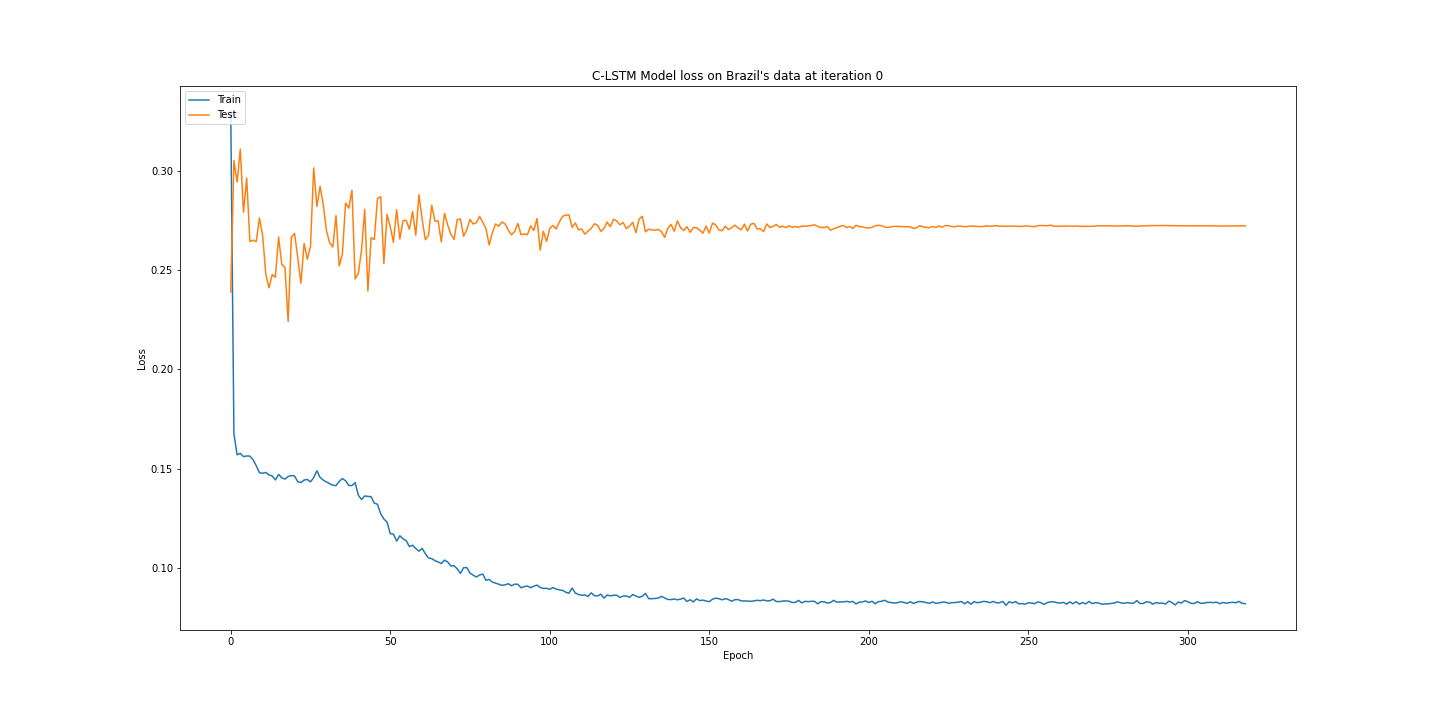 C-LSTM Model loss on Brazil's data at iteration 0
Train
Test
0.30
0.25
0.20
0.15
0.10
Loss
0 50 100 150 200 250 300
Epoch